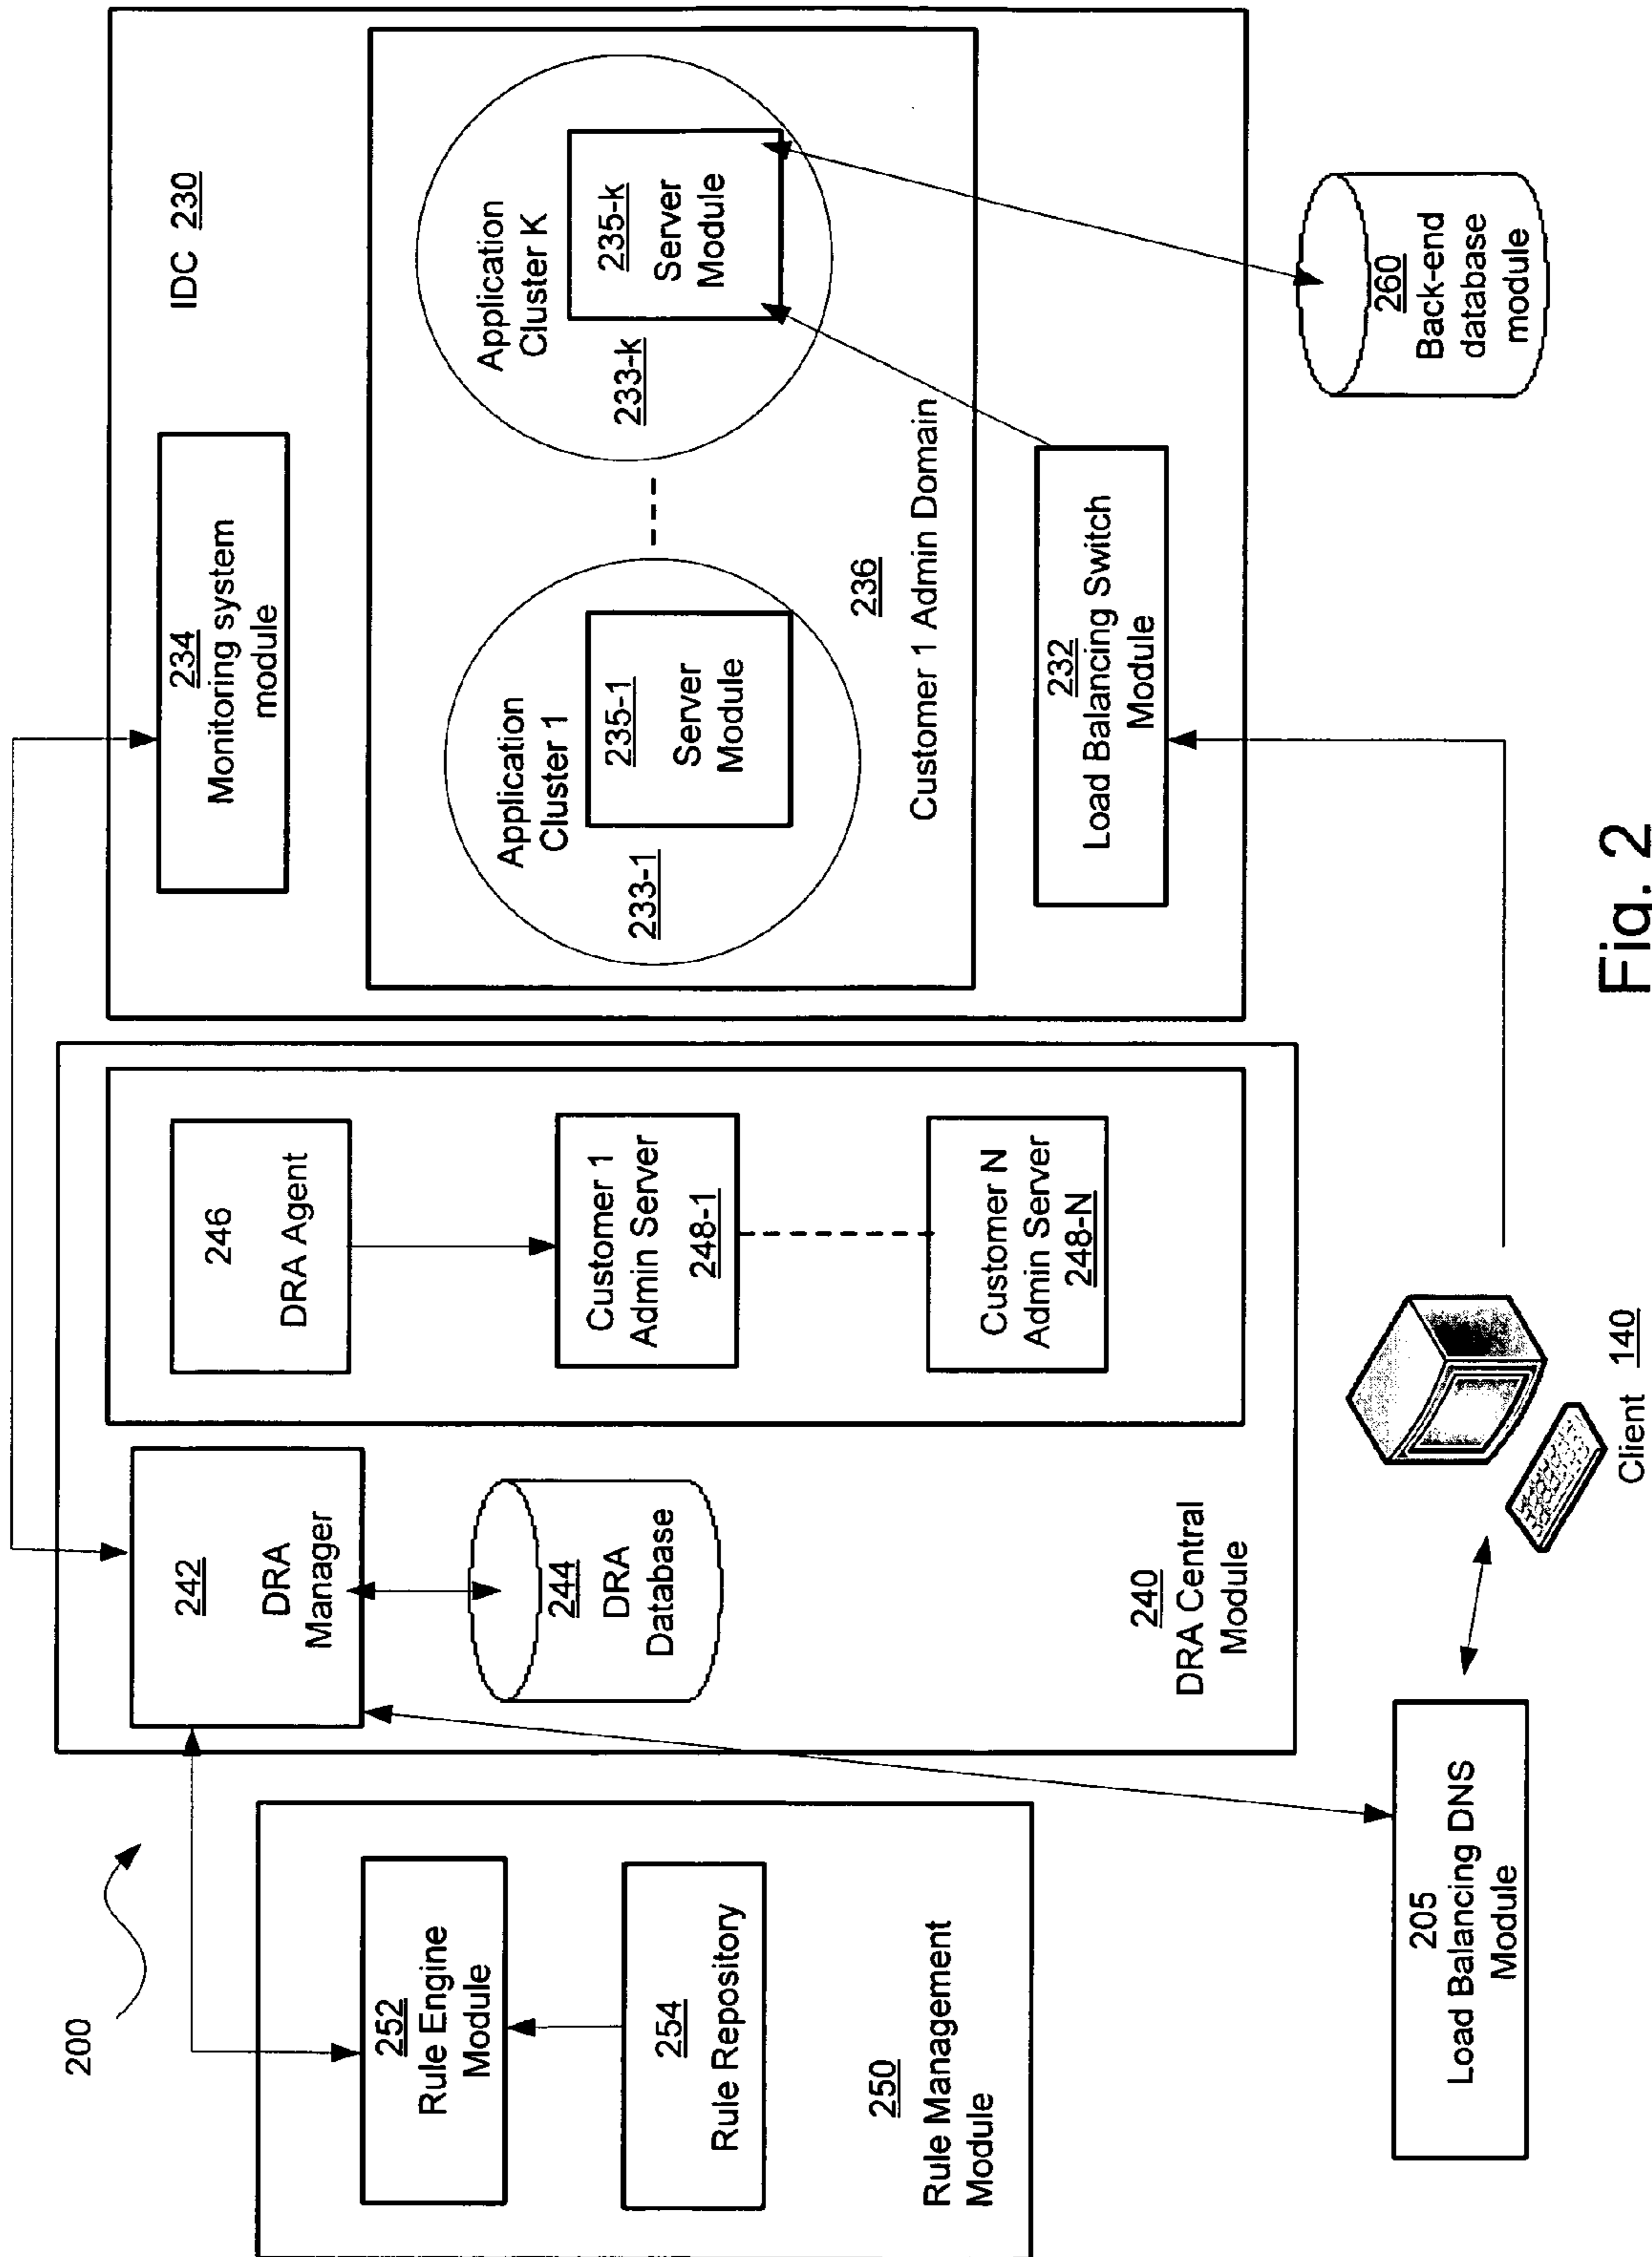 200
252
Rule Engine
Module
254
Rule Repository
250
Rule Management
Module
205
Load Balancing DNS
Module
242
DRA
Manager
244
DRA
Database
240
DRA Central
Module
246
DRA Agent
Customer 1
Admin Server
248-1
Customer N
Admin Server
248-N
Client 140
IDC 230
234
Monitoring system
module
Application
Cluster 1
233-1
235-1
Server
Module
Application
Cluster K
233-k
235-k
Server
Module
236
Customer 1 Admin Domain
232
Load Balancing Switch
Module
260
Back-end
database
module
Fig. 2